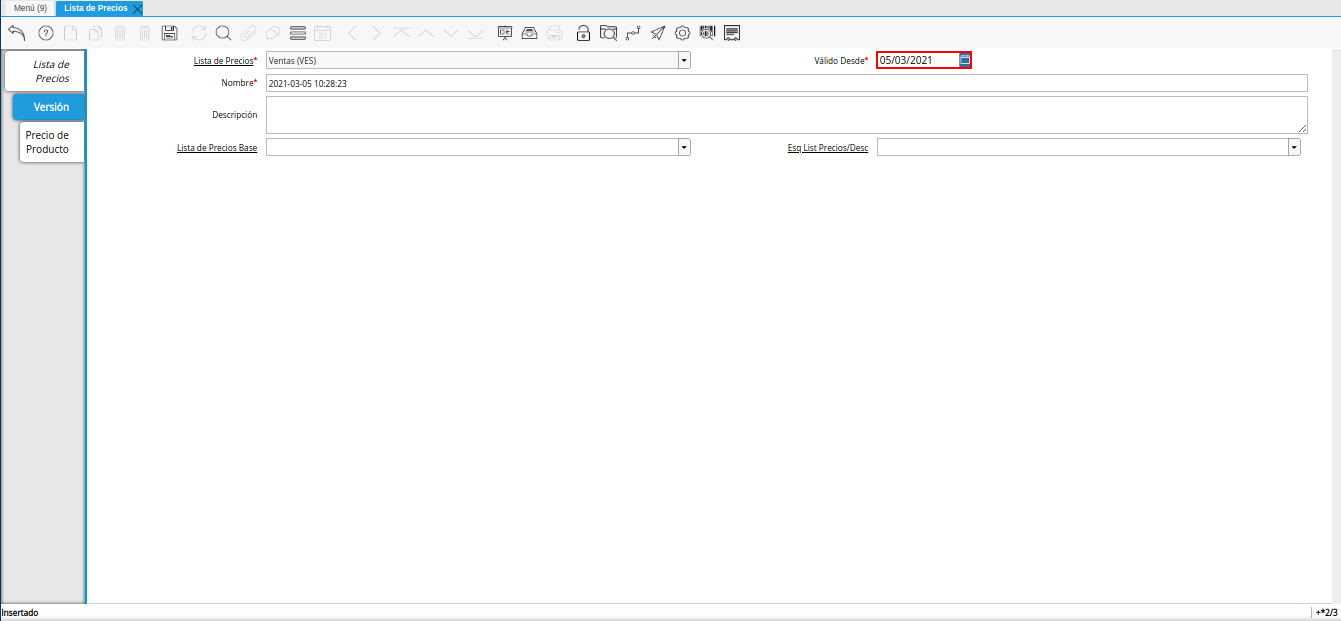 Menú (9) Lista de Precios
31
Lista de Precios
Versión
Precio de Producto
Lista de Precios* Ventas (VES) Válido Desde* 05/03/2021
Nombre* 2021-03-05 10:28:23
Descripción
Lista de Precios Base Esq List Precios/Desc
Insertado +*2/3